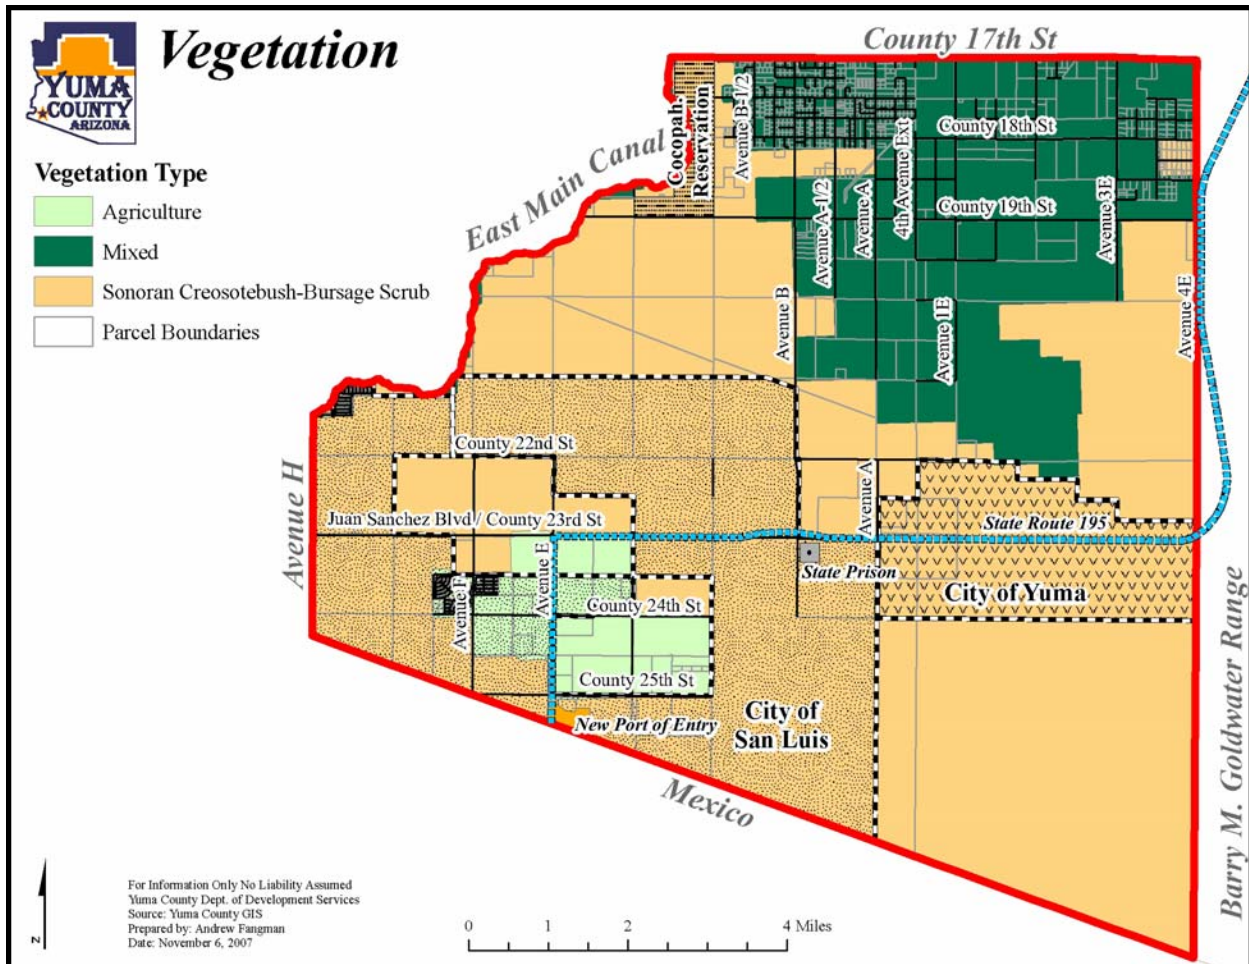 Vegetation
YUMA
COUNTY
ARIZONA
Vegetation Type
Agriculture
Mixed
Sonoran Creosotebush-Bursage Scrub
Parcel Boundaries
County 17th St
East Main Canal
Cocopah.
Reservation
Avenue B-1/2
4th Avenue Ext
County 18th St
County 19th St
Avenue A-1/2
Avenue A
Avenue 3E
Avenue B
Avenue 1E
Avenue 4E
County 22nd St
Avenue H
Juan Sanchez Blvd / County 23rd St
Avenue A
State Route 195
Avenue E
State Prison
City of Yuma
Avenue F
County 24th St
County 25th St
New Port of Entry
City of
San Luis
Mexico
Barry M. Goldwater Range
N
For Information Only No Liability Assumed
Yuma County Dept. of Development Services
Source: Yuma County GIS
Prepared by: Andrew Fangman
Date: November 6, 2007
0 1 2 4 Miles